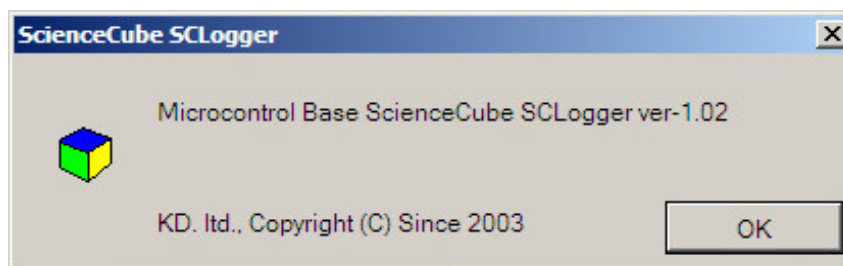 ScienceCube SCLogger
Microcontrol Base ScienceCube SCLogger ver-1.02
KD. ltd., Copyright (C) Since 2003
OK